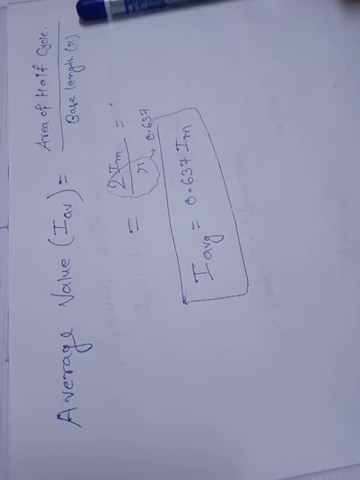 Average Value (Iav) = Area of Half Cycle. / Base length (π)
= 2Im / π =
→ 0.637
Iavg = 0.637 Im